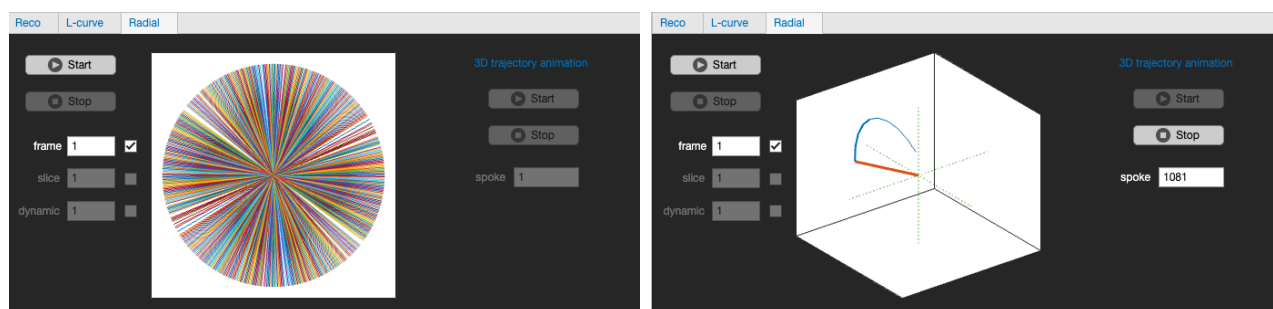 Reco L-curve Radial
Start
3D trajectory animation
Stop
Start
Stop
frame 1
slice 1
spoke 1
dynamic 1
Reco L-curve Radial
Start
3D trajectory animation
Stop
Start
Stop
frame 1
slice 1
spoke 1081
dynamic 1